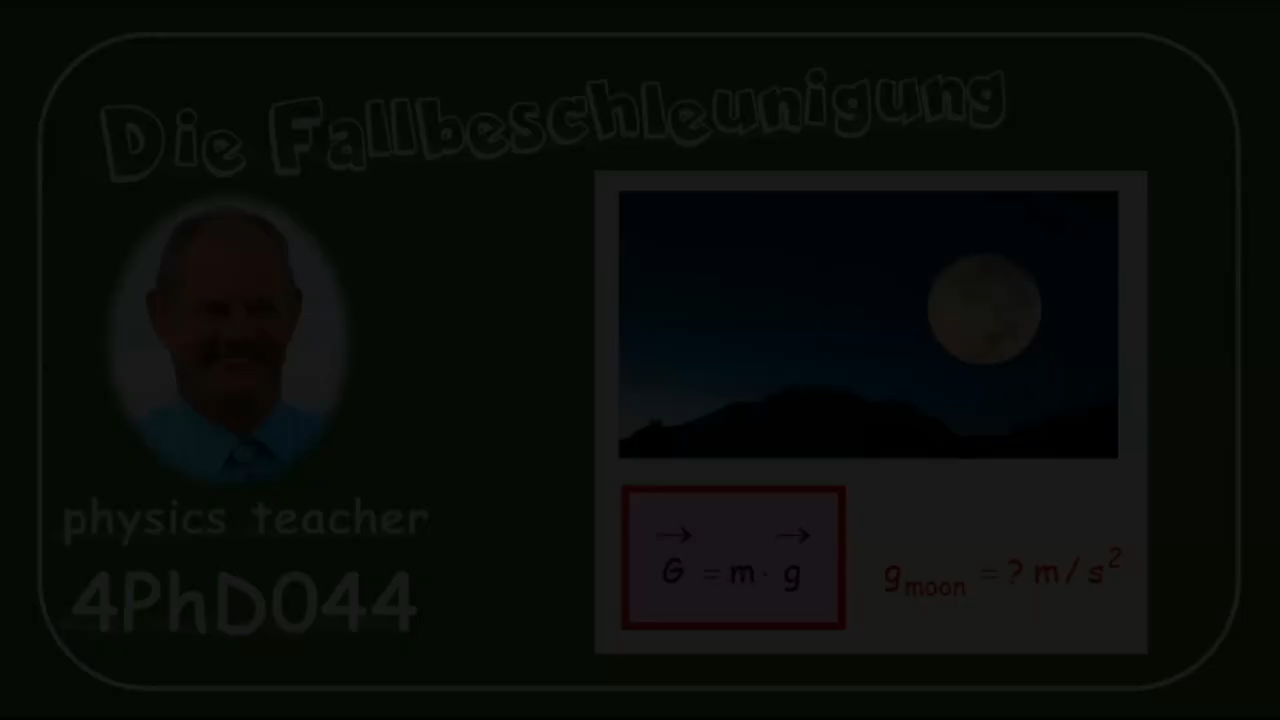 Die Fallbeschleunigung
physics teacher
4PhD044
G = m · g
g moon = ? m / s²